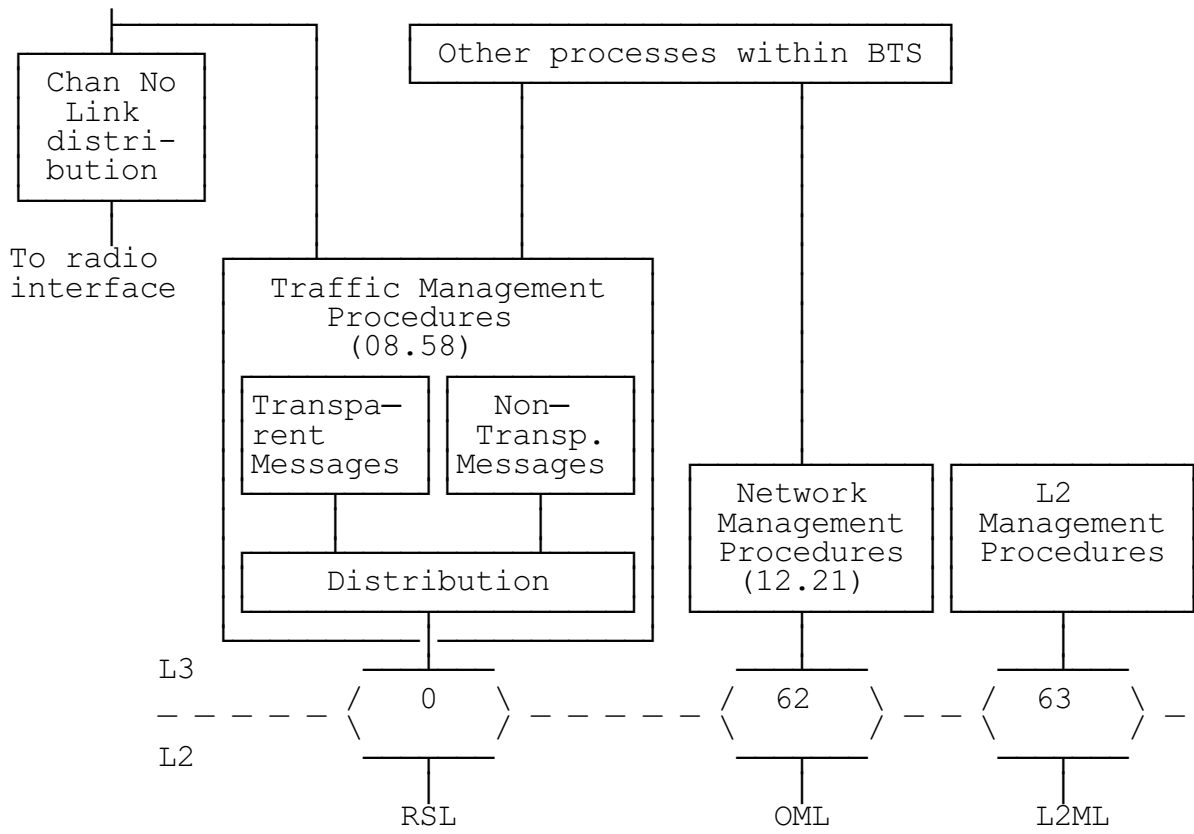 Other processes within BTS
Chan No
Link
distri-
bution
To radio
interface
Traffic Management
Procedures
(08.58)
Transpa-
rent
Messages
Non-
Transp.
Messages
Distribution
Network
Management
Procedures
(12.21)
L2
Management
Procedures
L3
0
62
63
L2
RSL
OML
L2ML